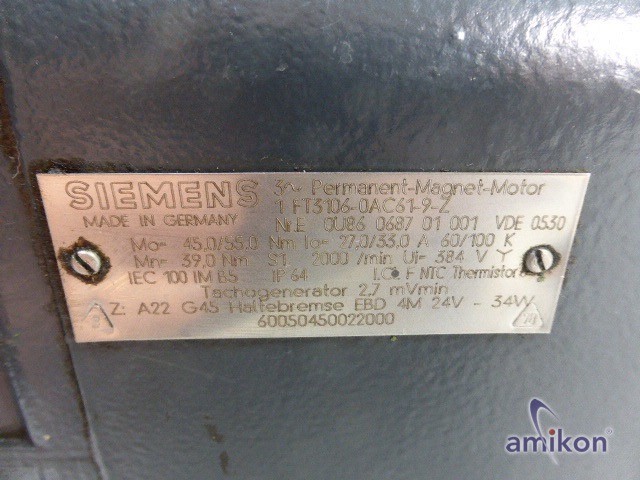 SIEMENS 3~ Permanent-Magnet-Motor
1 FT3106-0AC61-9-Z
MADE IN GERMANY Nr.E 0U86 0687 01 001 VDE 0530
Mo= 45.0/55.0 Nm Io= 27.0/33.0 A 60/100 K
Mn= 39.0 Nm S1 2000 /min Ui= 384 V Y
IEC 100 IM B5 IP 64 F NTC Thermistor
Tachogenerator 2,7 mVmin
Z: A22 G45 Haltebremse EBD 4M 24V - 34W
60050450022000
amikon